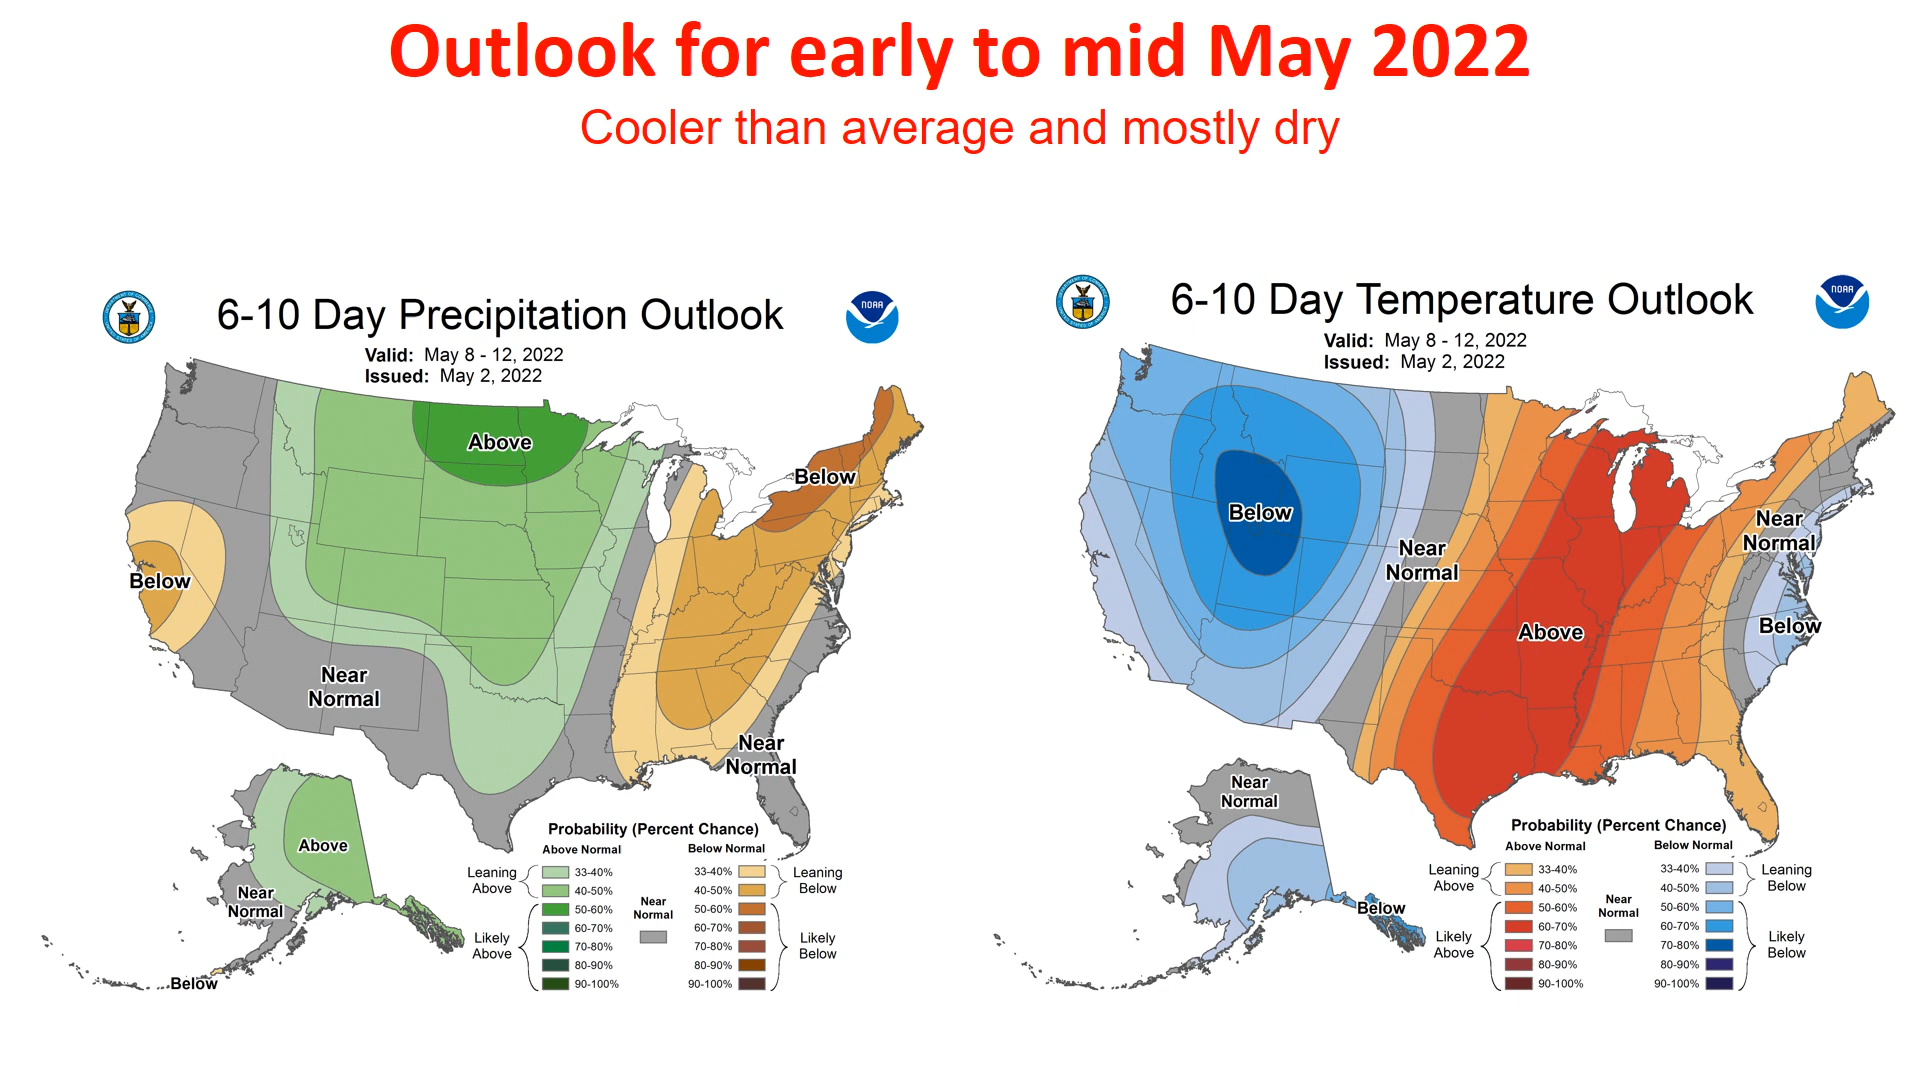 Outlook for early to mid May 2022
Cooler than average and mostly dry
6-10 Day Precipitation Outlook
Valid: May 8 - 12, 2022
Issued: May 2, 2022
NOAA
Above
Below
Below
Near
Normal
Near
Normal
Above
Near
Normal
Below
Probability (Percent Chance)
Above Normal
Below Normal
Leaning
Above
33-40%
40-50%
50-60%
60-70%
70-80%
80-90%
90-100%
Likely
Above
Near
Normal
33-40%
40-50%
50-60%
60-70%
70-80%
80-90%
90-100%
Leaning
Below
Likely
Below
6-10 Day Temperature Outlook
Valid: May 8 - 12, 2022
Issued: May 2, 2022
NOAA
Below
Near
Normal
Near
Normal
Above
Below
Near
Normal
Below
Probability (Percent Chance)
Above Normal
Below Normal
Leaning
Above
33-40%
40-50%
50-60%
60-70%
70-80%
80-90%
90-100%
Likely
Above
Near
Normal
33-40%
40-50%
50-60%
60-70%
70-80%
80-90%
90-100%
Leaning
Below
Likely
Below